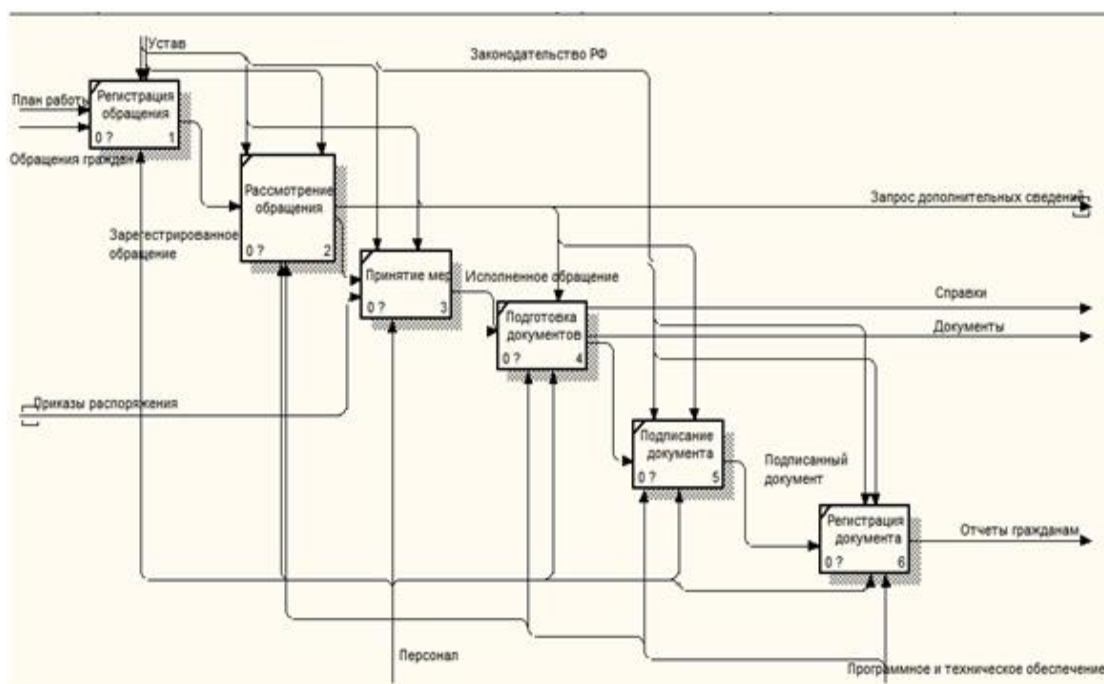 Устав
Законодательство РФ
План работы
Регистрация
обращения
0 ? 1
Обращения граждан
Рассмотрение
обращения
0 ? 2
Запрос дополнительных сведений
Зарегестрированное
обращение
Принятие мер
0 ? 3
Исполненное обращение
Справки
Подготовка
документов
0 ? 4
Документы
Приказы распоряжения
Подписание
документа
0 ? 5
Подписанный
документ
Регистрация
документа
0 ? 6
Отчеты гражданам
Персонал
Программное и техническое обеспечение